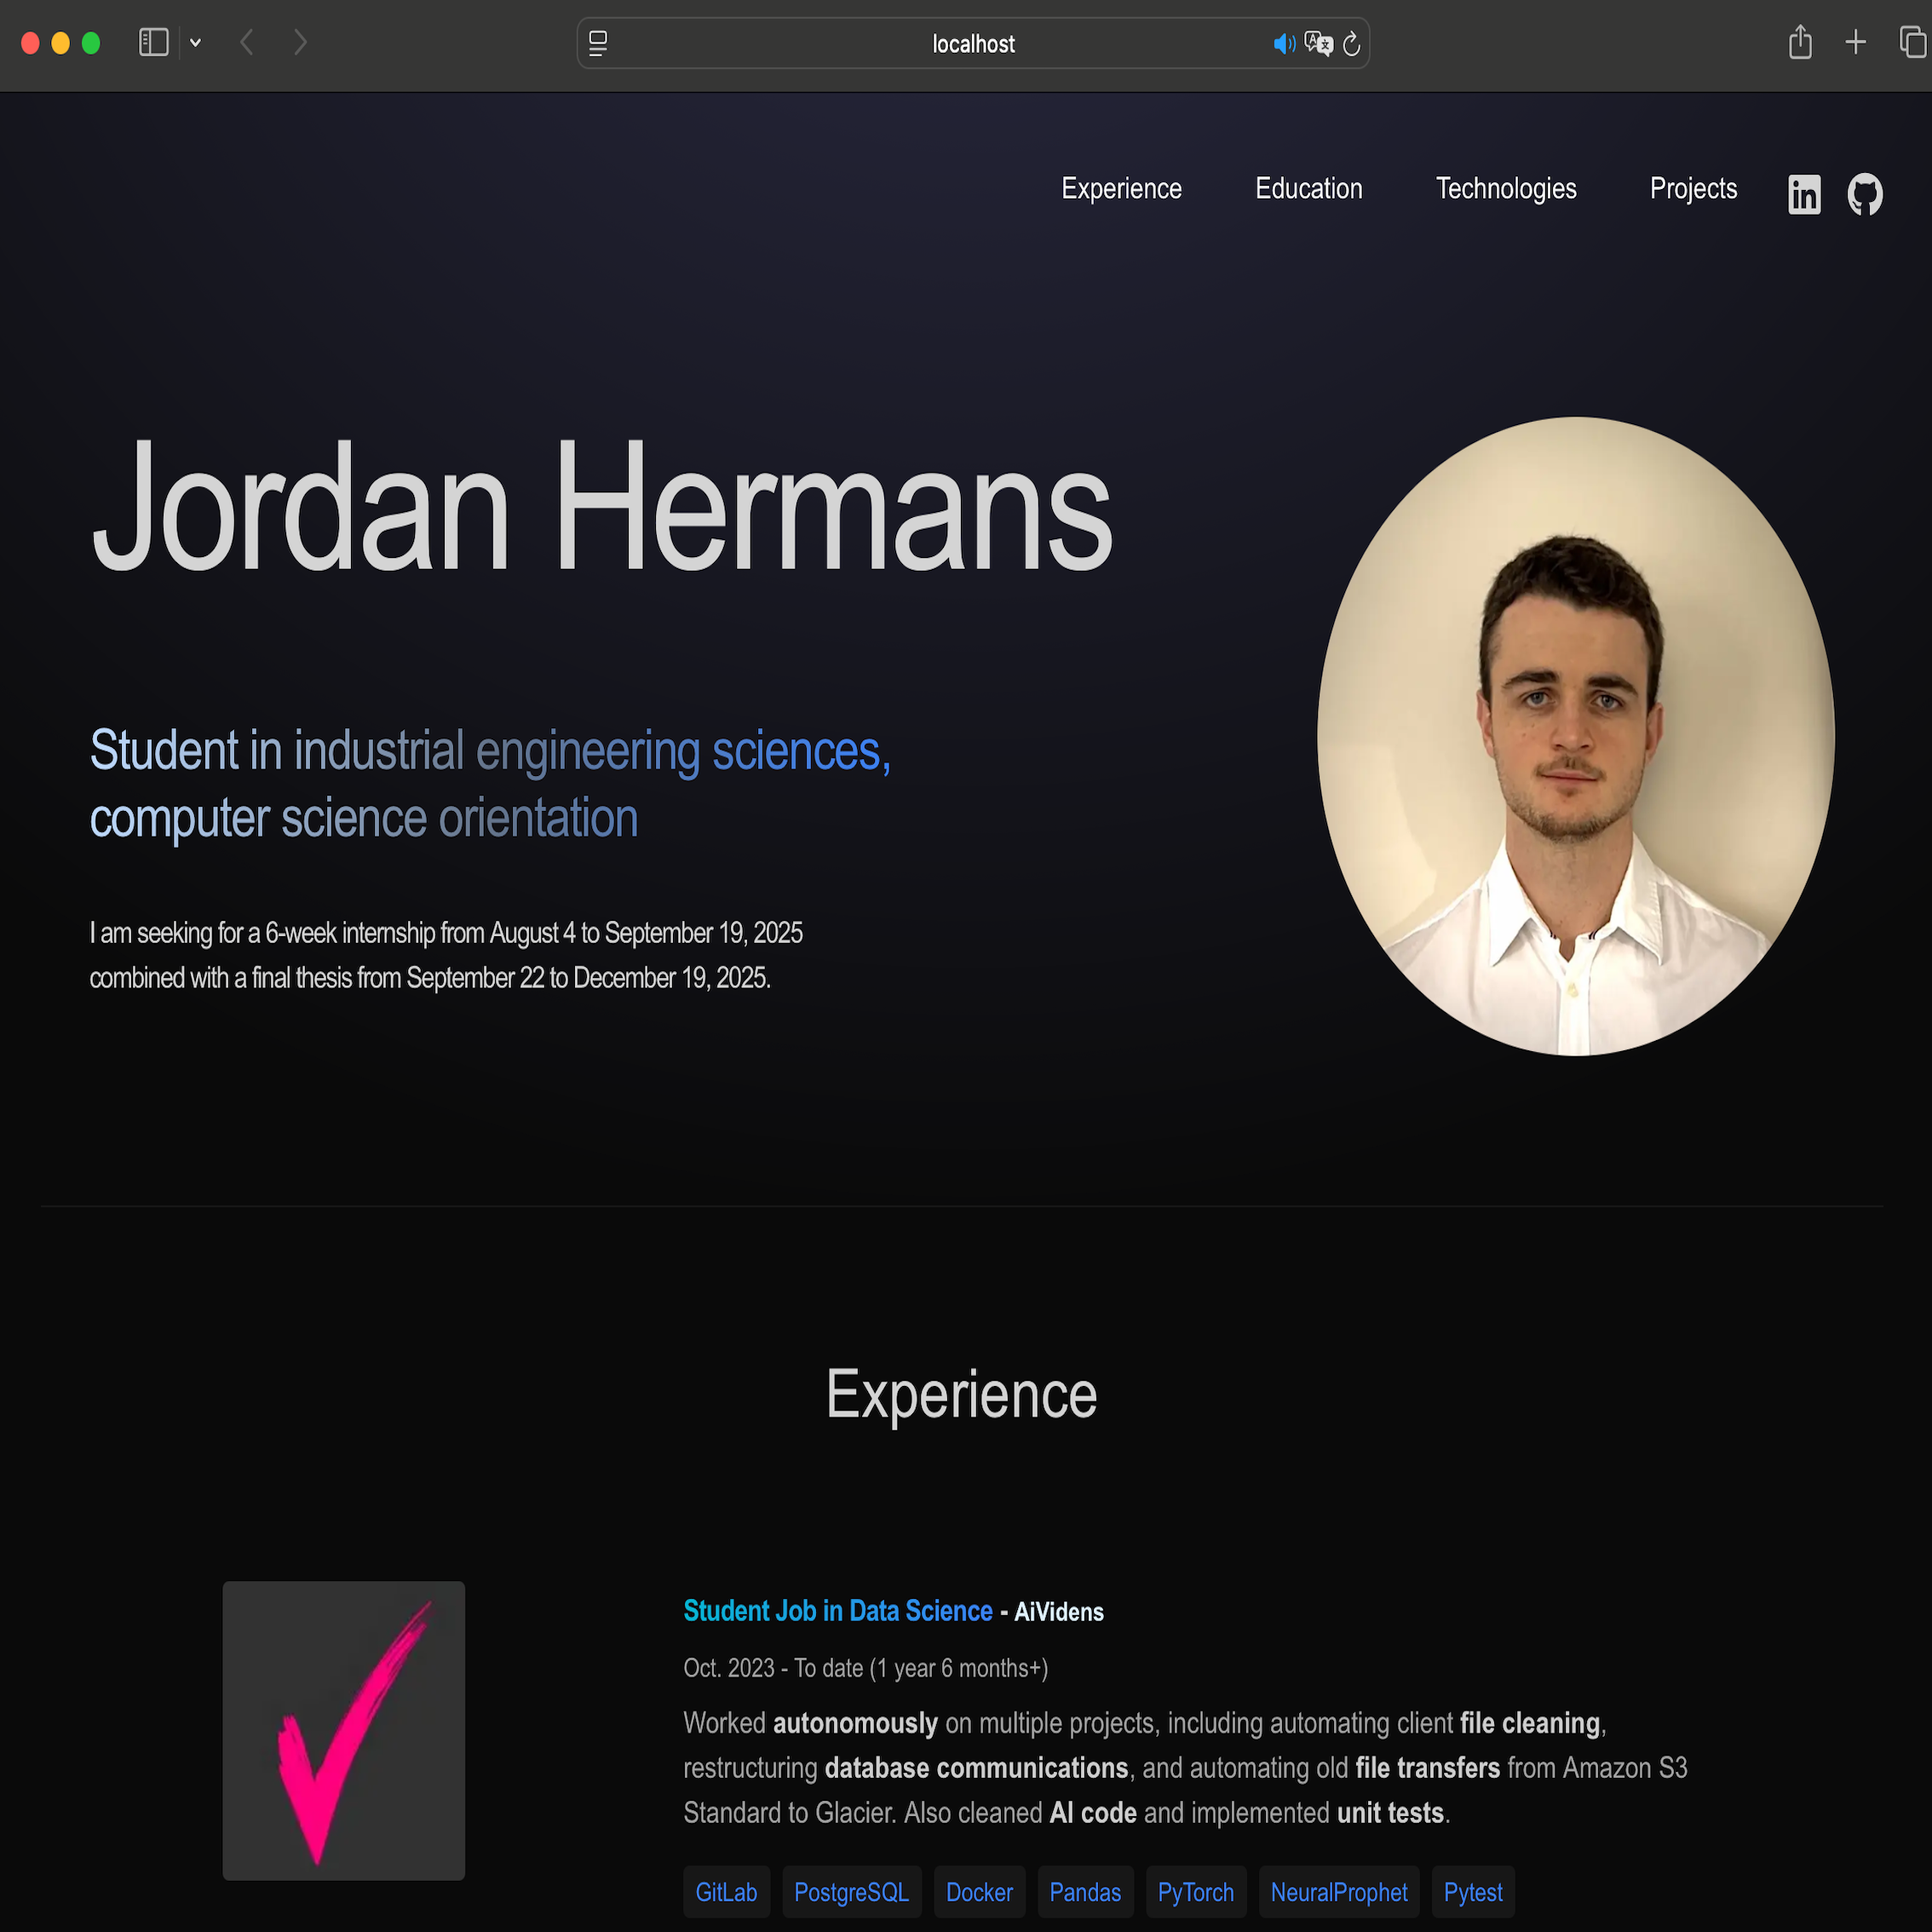 localhost
Experience Education Technologies Projects
Jordan Hermans
Student in industrial engineering sciences,
computer science orientation
I am seeking for a 6-week internship from August 4 to September 19, 2025
combined with a final thesis from September 22 to December 19, 2025.
Experience
Student Job in Data Science - AiVidens
Oct. 2023 - To date (1 year 6 months+)
Worked autonomously on multiple projects, including automating client file cleaning,
restructuring database communications, and automating old file transfers from Amazon S3
Standard to Glacier. Also cleaned AI code and implemented unit tests.
GitLab PostgreSQL Docker Pandas PyTorch NeuralProphet Pytest